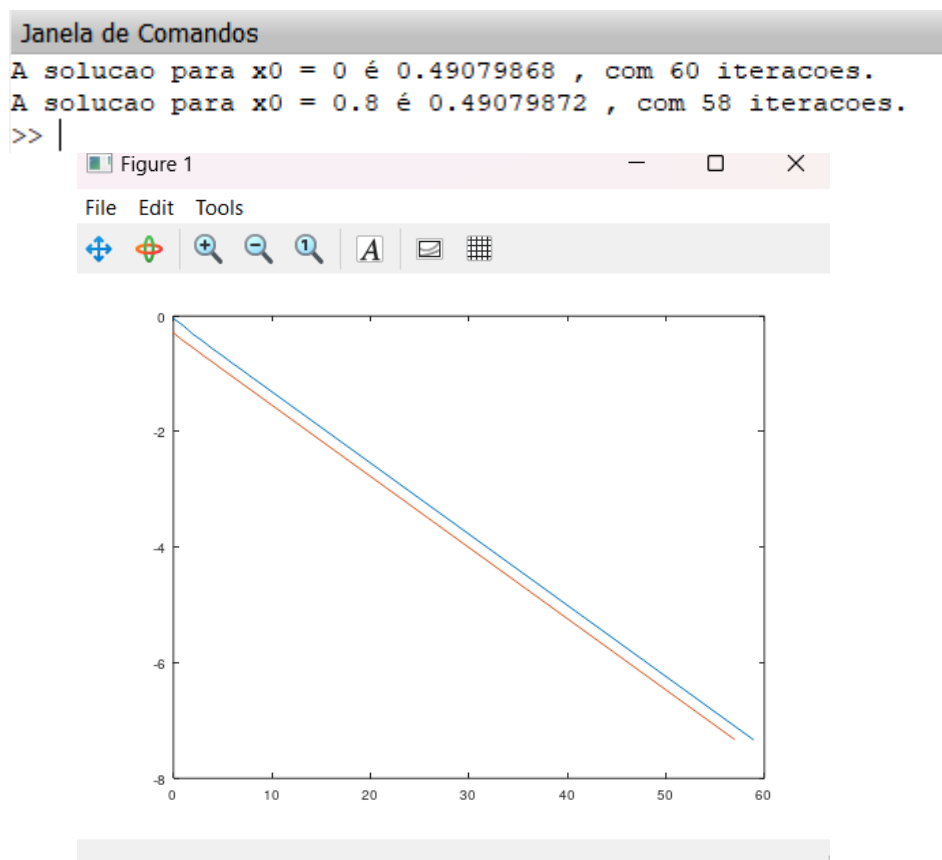 Janela de Comandos
A solucao para x0 = 0 é 0.49079868 , com 60 iteracoes.
A solucao para x0 = 0.8 é 0.49079872 , com 58 iteracoes.
>>
Figure 1
File Edit Tools
A
0
-2
-4
-6
-8
0 10 20 30 40 50 60